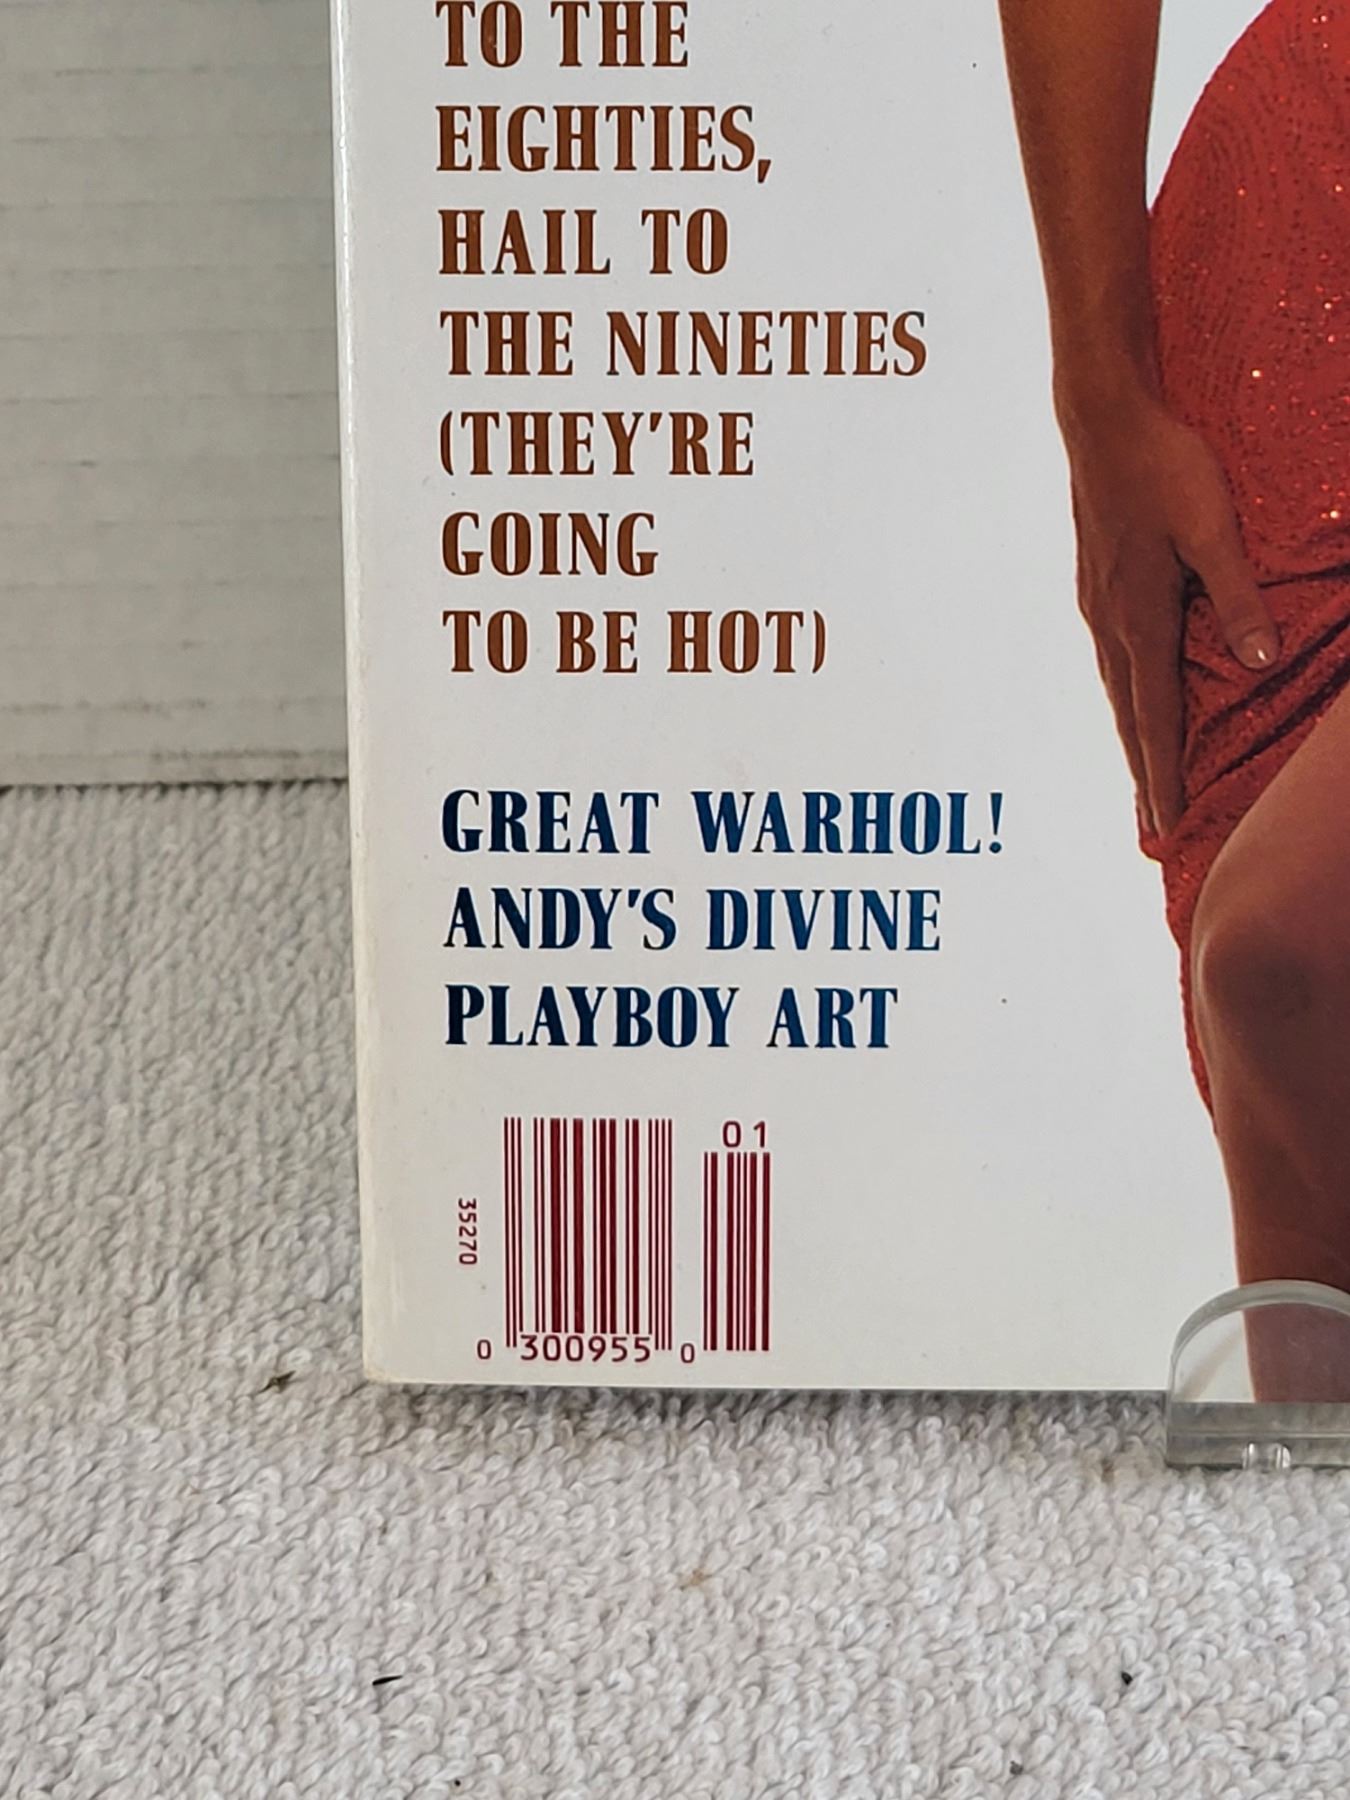 TO THE
EIGHTIES,
HAIL TO
THE NINETIES
(THEY'RE
GOING
TO BE HOT)
GREAT WARHOL!
ANDY'S DIVINE
PLAYBOY ART
01
35270
0 300955 0